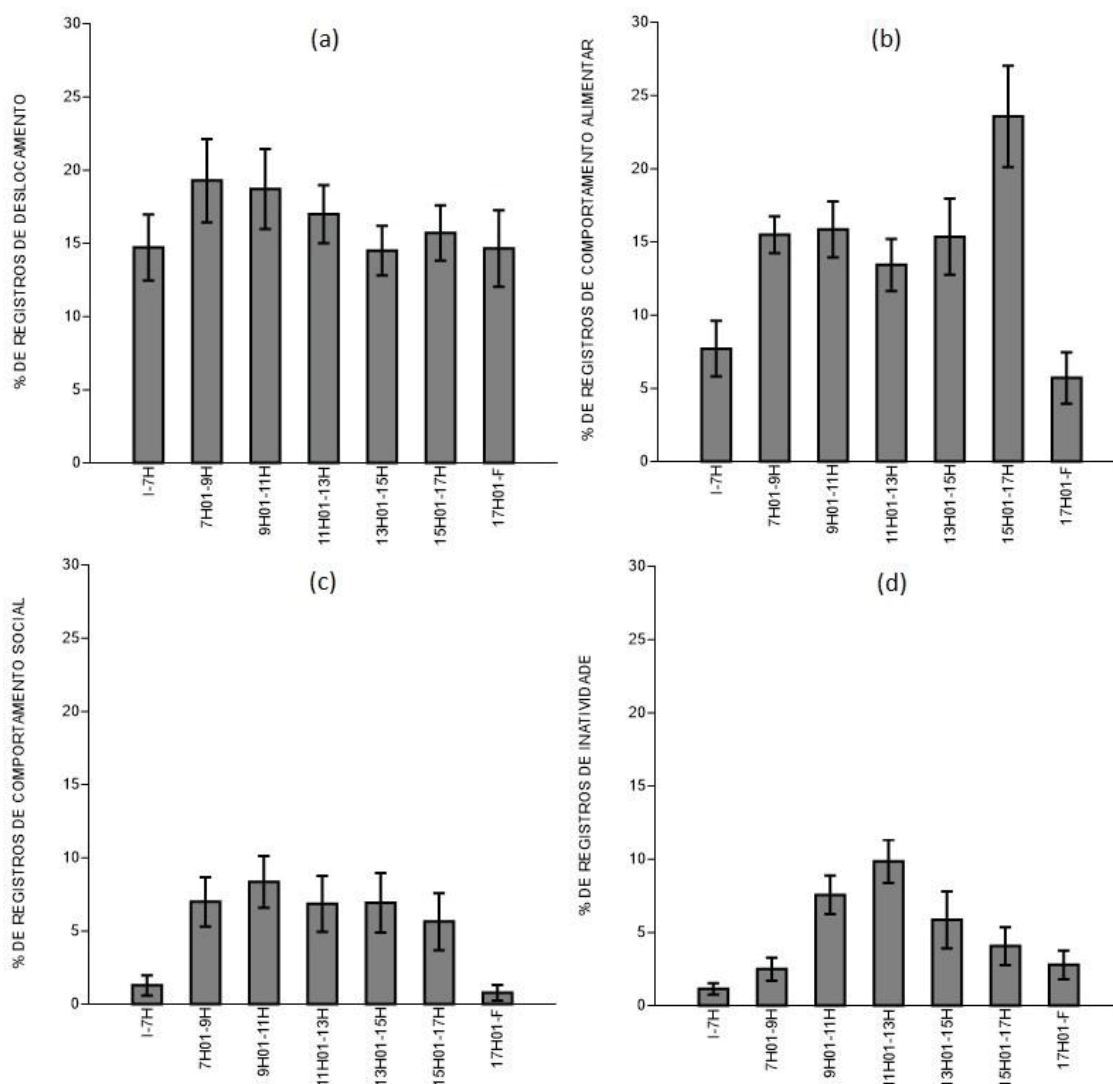 (a)
% DE REGISTROS DE DESLOCAMENTO
30
25
20
15
10
5
0
I-7H
7H01-9H
9H01-11H
11H01-13H
13H01-15H
15H01-17H
17H01-F
(b)
% DE REGISTROS DE COMPORTAMENTO ALIMENTAR
30
25
20
15
10
5
0
I-7H
7H01-9H
9H01-11H
11H01-13H
13H01-15H
15H01-17H
17H01-F
(c)
% DE REGISTROS DE COMPORTAMENTO SOCIAL
30
25
20
15
10
5
0
I-7H
7H01-9H
9H01-11H
11H01-13H
13H01-15H
15H01-17H
17H01-F
(d)
% DE REGISTROS DE INATIVIDADE
30
25
20
15
10
5
0
I-7H
7H01-9H
9H01-11H
11H01-13H
13H01-15H
15H01-17H
17H01-F